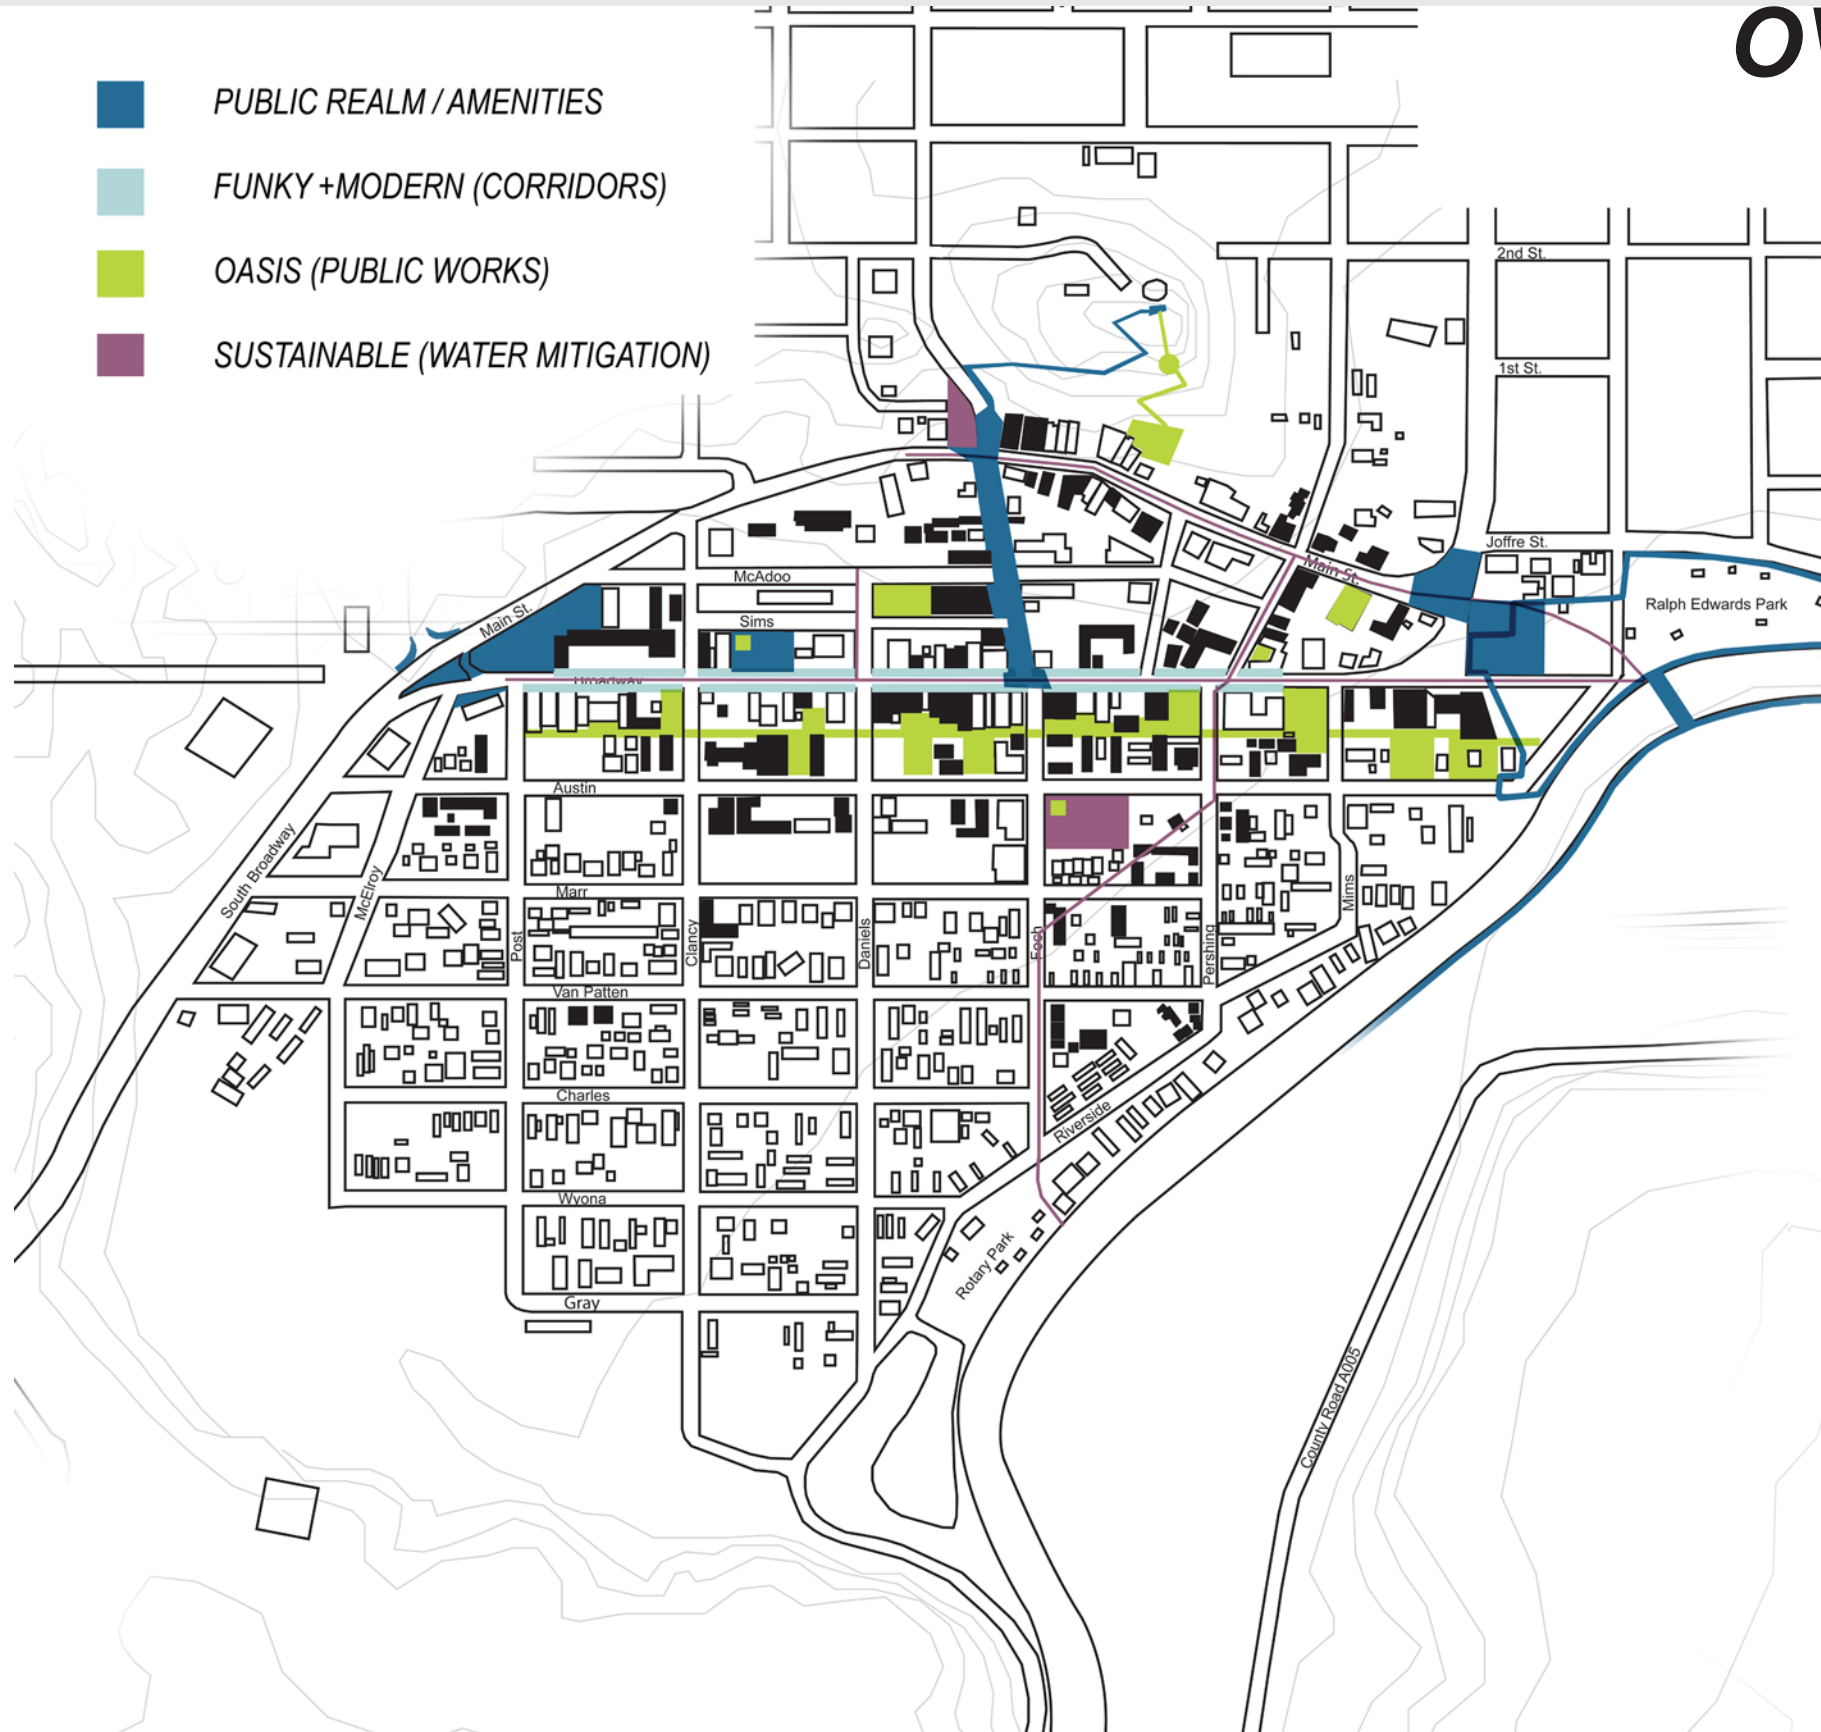 OV
PUBLIC REALM / AMENITIES
FUNKY +MODERN (CORRIDORS)
OASIS (PUBLIC WORKS)
SUSTAINABLE (WATER MITIGATION)
2nd St.
1st St.
Joffre St.
Main St.
McAdoo
Ralph Edwards Park
Main St.
Sims
Broadway
Austin
South Broadway
McElroy
Marr
Mims
Post
Clancy
Daniels
Foch
Pershing
Van Patten
Charles
Riverside
Wyona
Rotary Park
Gray
County Road A005